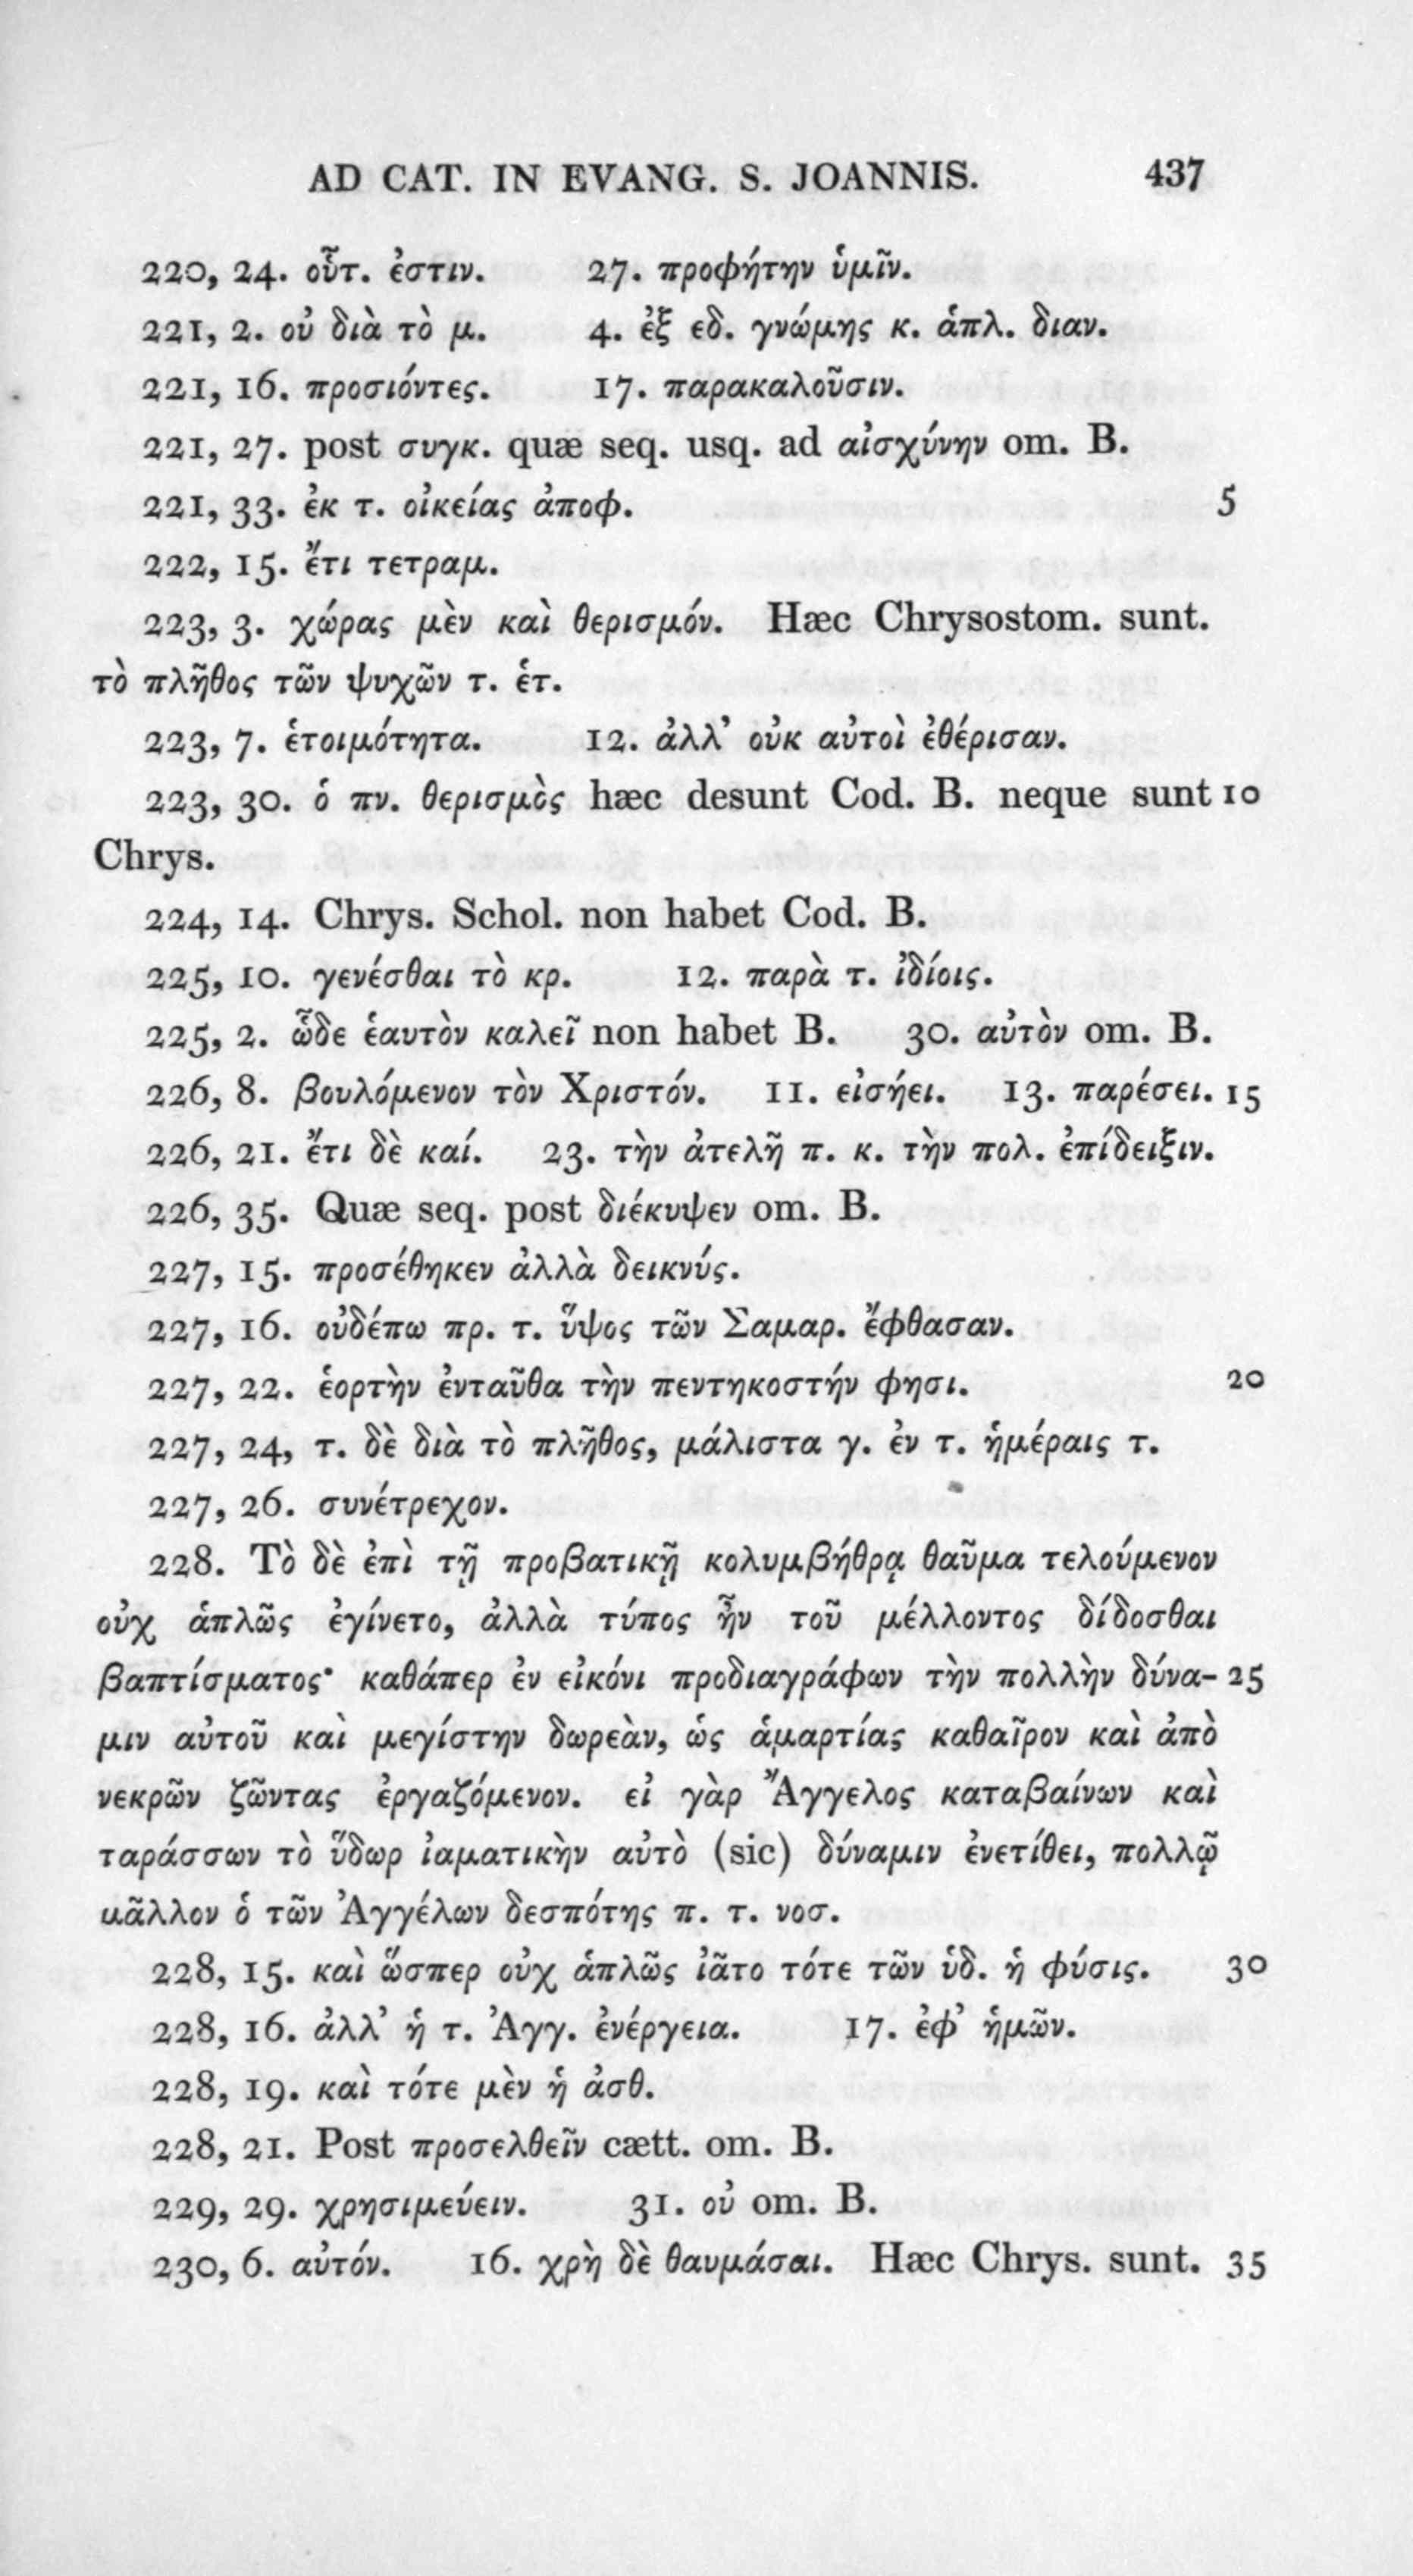 AD CAT. IN EVANG. S. JOANNIS. 437
220, 24. οὗτ. ἐστιν. 27. προφήτην ὑμῖν.
221, 2. οὐ διὰ τὸ μ. 4. ἐξ εδ. γνώμης κ. ἁπλ. διαν.
221, 16. προσιόντες. 17. παρακαλοῦσιν.
221, 27. post συγκ. quæ seq. usq. ad αἰσχύνην om. B.
221, 33. ἐκ τ. οἰκείας ἀποφ. 5
222, 15. ἔτι τετραμ.
223, 3. χώρας μὲν καὶ θερισμόν. Hæc Chrysostom. sunt.
τὸ πλῆθος τῶν ψυχῶν τ. ἑτ.
223, 7. ἑτοιμότητα. 12. ἀλλ’ οὐκ αὐτοὶ ἐθέρισαν.
223, 30. ὁ πν. θερισμὸς hæc desunt Cod. B. neque sunt 10
Chrys.
224, 14. Chrys. Schol. non habet Cod. B.
225, 10. γενέσθαι τὸ κρ. 12. παρὰ τ. ἰδίοις.
225, 2. ὧδε ἑαυτὸν καλεῖ non habet B. 30. αὐτὸν om. B.
226, 8. βουλόμενον τὸν Χριστόν. 11. εἰσήει. 13. παρέσει. 15
226, 21. ἔτι δὲ καί. 23. τὴν ἀτελῆ π. κ. τὴν πολ. ἐπίδειξιν.
226, 35. Quæ seq. post διέκυψεν om. B.
227, 15. προσέθηκεν ἀλλὰ δεικνύς.
227, 16. οὐδέπω πρ. τ. ὕψος τῶν Σαμαρ. ἔφθασαν.
227, 22. ἑορτὴν ἐνταῦθα τὴν πεντηκοστήν φησι. 20
227, 24, τ. δὲ διὰ τὸ πλῆθος, μάλιστα γ. ἐν τ. ἡμέραις τ.
227, 26. συνέτρεχον.
228. Τὸ δὲ ἐπὶ τῇ προβατικῇ κολυμβήθρᾳ θαῦμα τελούμενον
οὐχ ἁπλῶς ἐγίνετο, ἀλλὰ τύπος ἦν τοῦ μέλλοντος δίδοσθαι
βαπτίσματος· καθάπερ ἐν εἰκόνι προδιαγράφων τὴν πολλὴν δύνα- 25
μιν αὐτοῦ καὶ μεγίστην δωρεὰν, ὡς ἁμαρτίας καθαῖρον καὶ ἀπὸ
νεκρῶν ζῶντας ἐργαζόμενον. εἰ γὰρ Ἄγγελος καταβαίνων καὶ
ταράσσων τὸ ὕδωρ ἰαματικὴν αὐτὸ (sic) δύναμιν ἐνετίθει, πολλῷ
μᾶλλον ὁ τῶν Ἀγγέλων δεσπότης π. τ. νοσ.
228, 15. καὶ ὥσπερ οὐχ ἁπλῶς ἰᾶτο τότε τῶν ὑδ. ἡ φύσις. 30
228, 16. ἀλλ’ ἡ τ. Ἀγγ. ἐνέργεια. 17. ἐφ’ ἡμῶν.
228, 19. καὶ τότε μὲν ἡ ἀσθ.
228, 21. Post προσελθεῖν cætt. om. B.
229, 29. χρησιμεύειν. 31. οὐ om. B.
230, 6. αὐτόν. 16. χρὴ δὲ θαυμάσαι. Hæc Chrys. sunt. 35